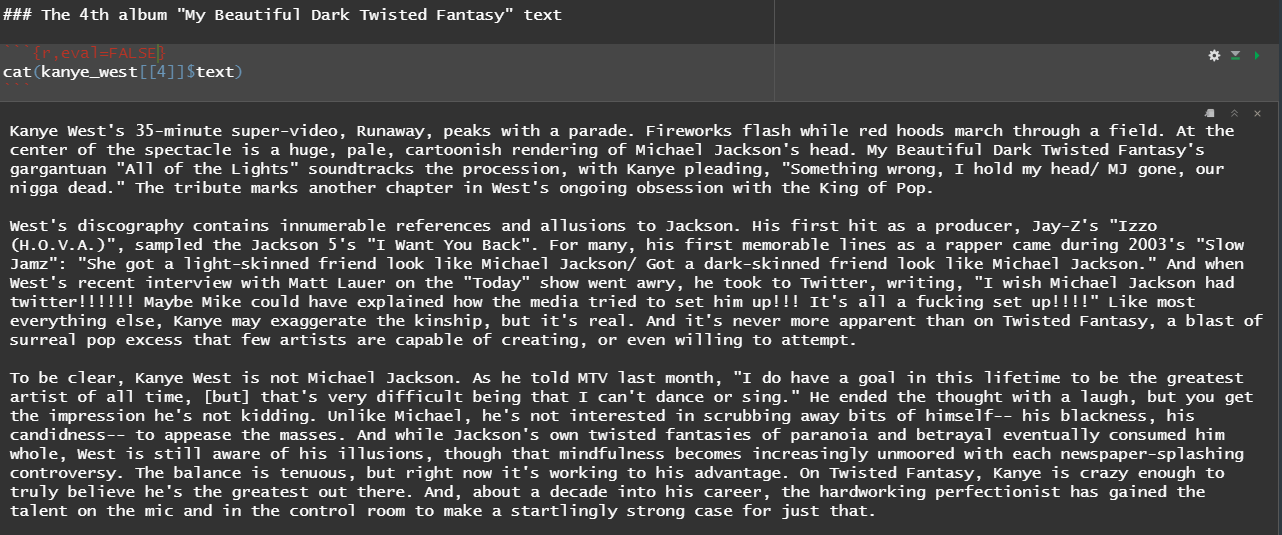 ### The 4th album "My Beautiful Dark Twisted Fantasy" text
```{r,eval=FALSE}
cat(kanye_west[[4]]$text)
```
Kanye West's 35-minute super-video, Runaway, peaks with a parade. Fireworks flash while red hoods march through a field. At the
center of the spectacle is a huge, pale, cartoonish rendering of Michael Jackson's head. My Beautiful Dark Twisted Fantasy's
gargantuan "All of the Lights" soundtracks the procession, with Kanye pleading, "Something wrong, I hold my head/ MJ gone, our
nigga dead." The tribute marks another chapter in West's ongoing obsession with the King of Pop.
West's discography contains innumerable references and allusions to Jackson. His first hit as a producer, Jay-Z's "Izzo
(H.O.V.A.)", sampled the Jackson 5's "I Want You Back". For many, his first memorable lines as a rapper came during 2003's "Slow
Jamz": "She got a light-skinned friend look like Michael Jackson/ Got a dark-skinned friend look like Michael Jackson." And when
West's recent interview with Matt Lauer on the "Today" show went awry, he took to Twitter, writing, "I wish Michael Jackson had
twitter!!!!!! Maybe Mike could have explained how the media tried to set him up!!! It's all a fucking set up!!!!" Like most
everything else, Kanye may exaggerate the kinship, but it's real. And it's never more apparent than on Twisted Fantasy, a blast of
surreal pop excess that few artists are capable of creating, or even willing to attempt.
To be clear, Kanye West is not Michael Jackson. As he told MTV last month, "I do have a goal in this lifetime to be the greatest
artist of all time, [but] that's very difficult being that I can't dance or sing." He ended the thought with a laugh, but you get
the impression he's not kidding. Unlike Michael, he's not interested in scrubbing away bits of himself-- his blackness, his
candidness-- to appease the masses. And while Jackson's own twisted fantasies of paranoia and betrayal eventually consumed him
whole, West is still aware of his illusions, though that mindfulness becomes increasingly unmoored with each newspaper-splashing
controversy. The balance is tenuous, but right now it's working to his advantage. On Twisted Fantasy, Kanye is crazy enough to
truly believe he's the greatest out there. And, about a decade into his career, the hardworking perfectionist has gained the
talent on the mic and in the control room to make a startlingly strong case for just that.